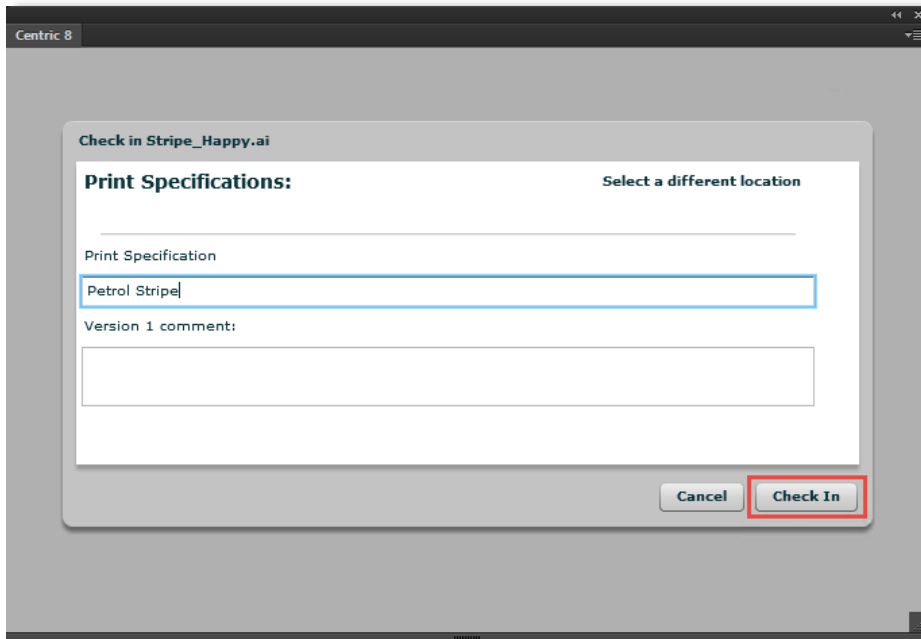 Centric 8
Check in Stripe_Happy.ai
Print Specifications:
Select a different location
Print Specification
Petrol Stripe
Version 1 comment:
Cancel
Check In